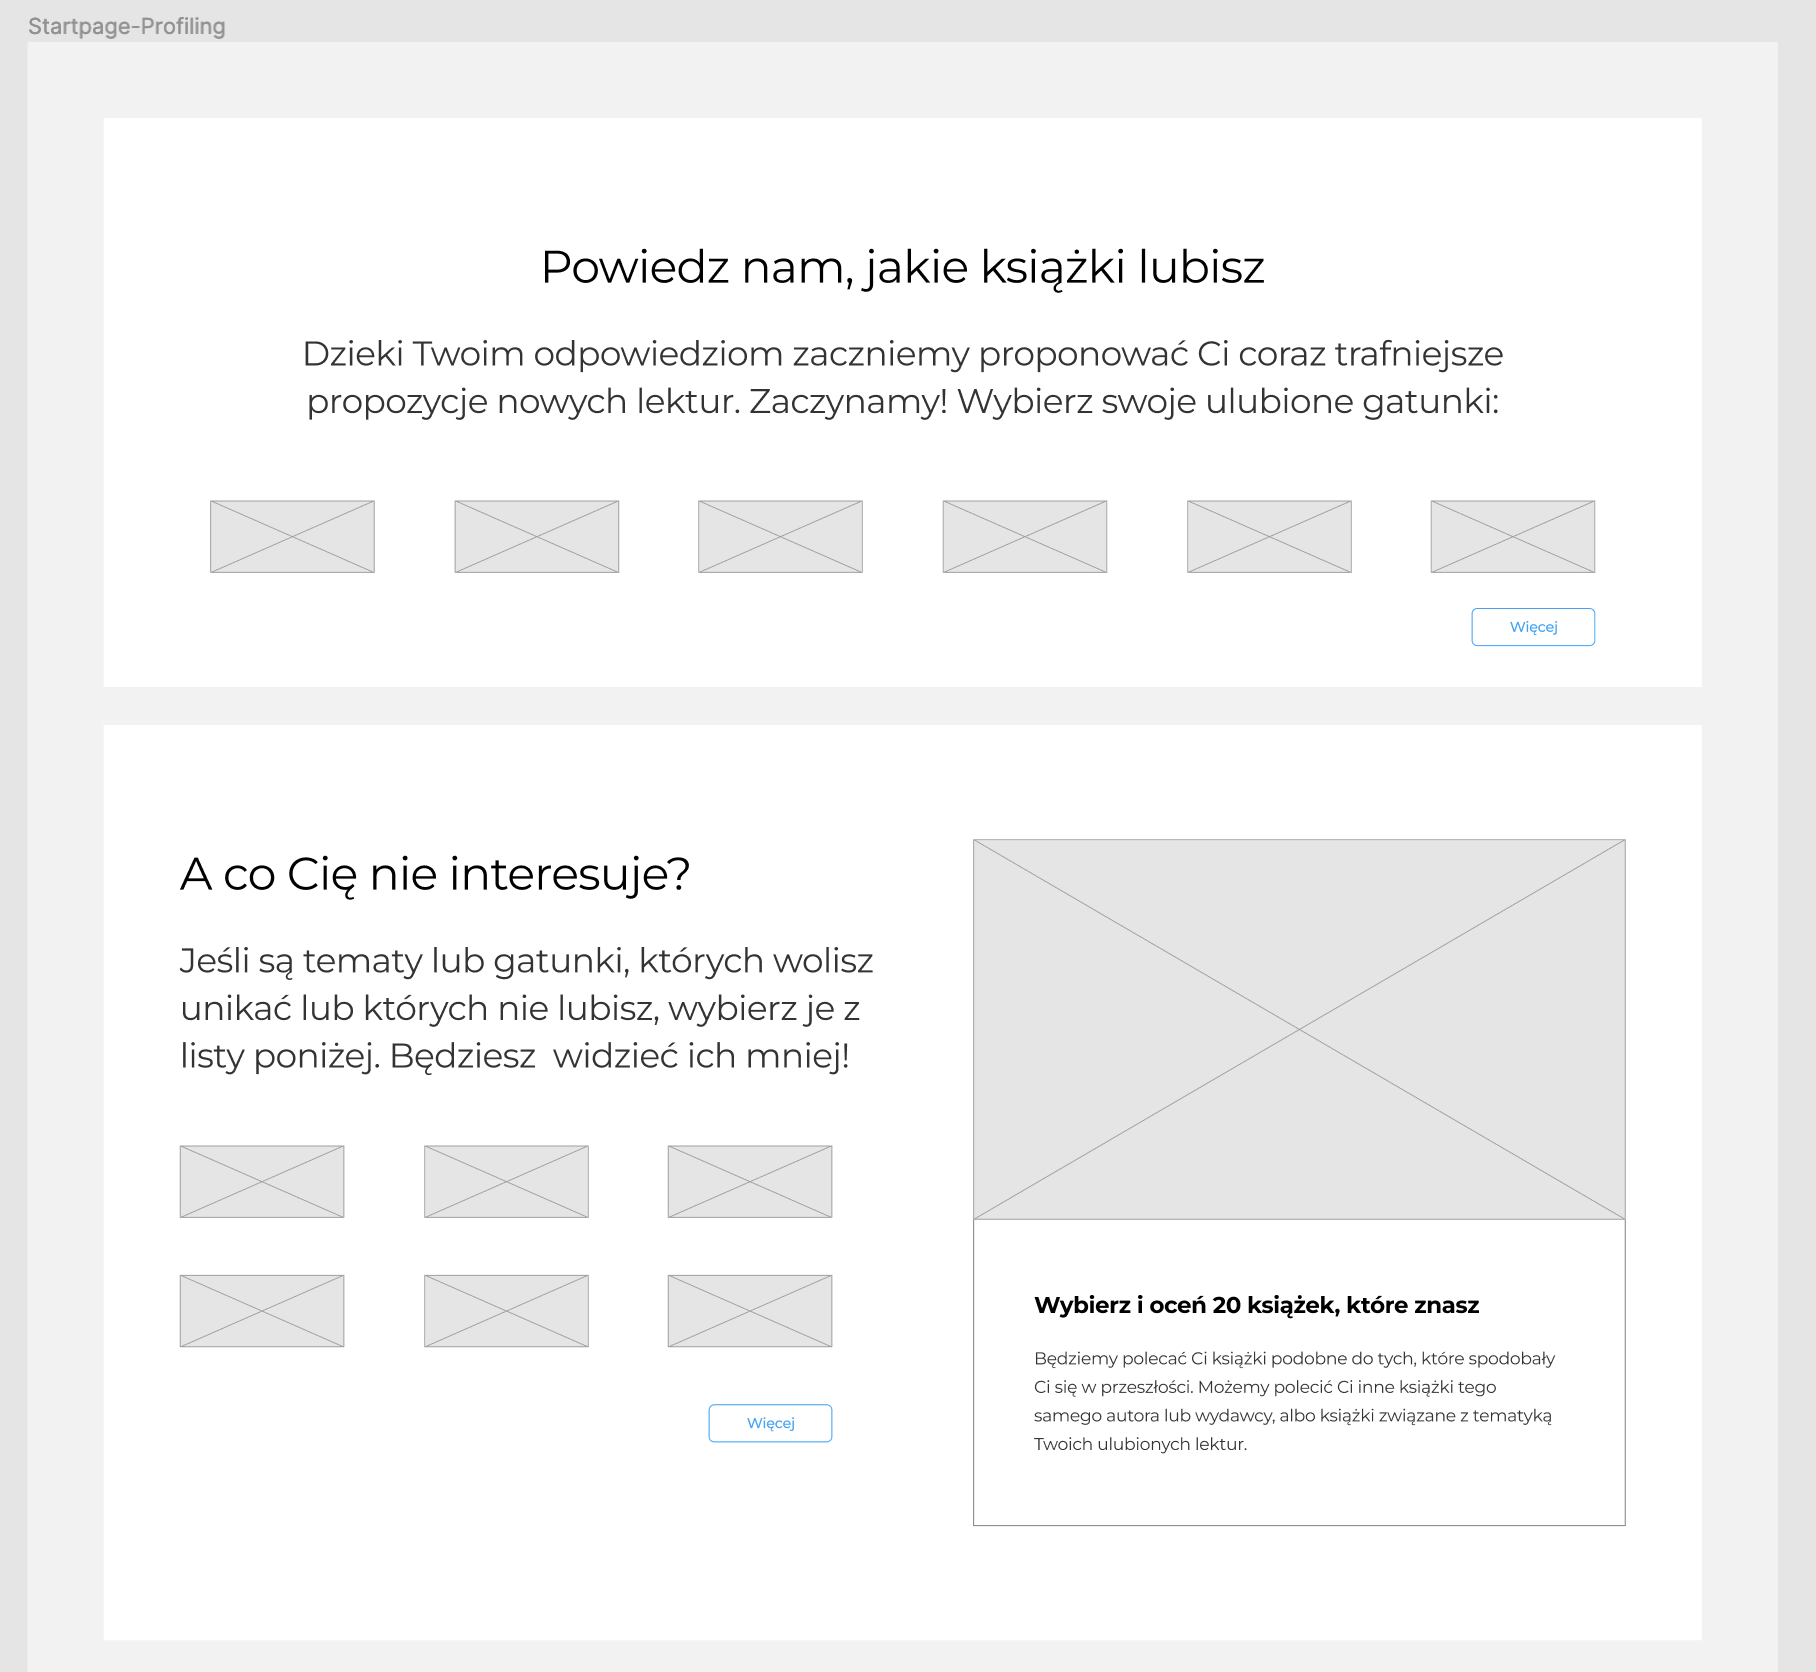 Startpage-Profiling
Powiedz nam, jakie książki lubisz
Dzieki Twoim odpowiedziom zaczniemy proponować Ci coraz trafniejsze
propozycje nowych lektur. Zaczynamy! Wybierz swoje ulubione gatunki:
Więcej
A co Cię nie interesuje?
Jeśli są tematy lub gatunki, których wolisz
unikać lub których nie lubisz, wybierz je z
listy poniżej. Będziesz  widzieć ich mniej!
Więcej
Wybierz i oceń 20 książek, które znasz
Będziemy polecać Ci książki podobne do tych, które spodobały
Ci się w przeszłości. Możemy polecić Ci inne książki tego
samego autora lub wydawcy, albo książki związane z tematyką
Twoich ulubionych lektur.